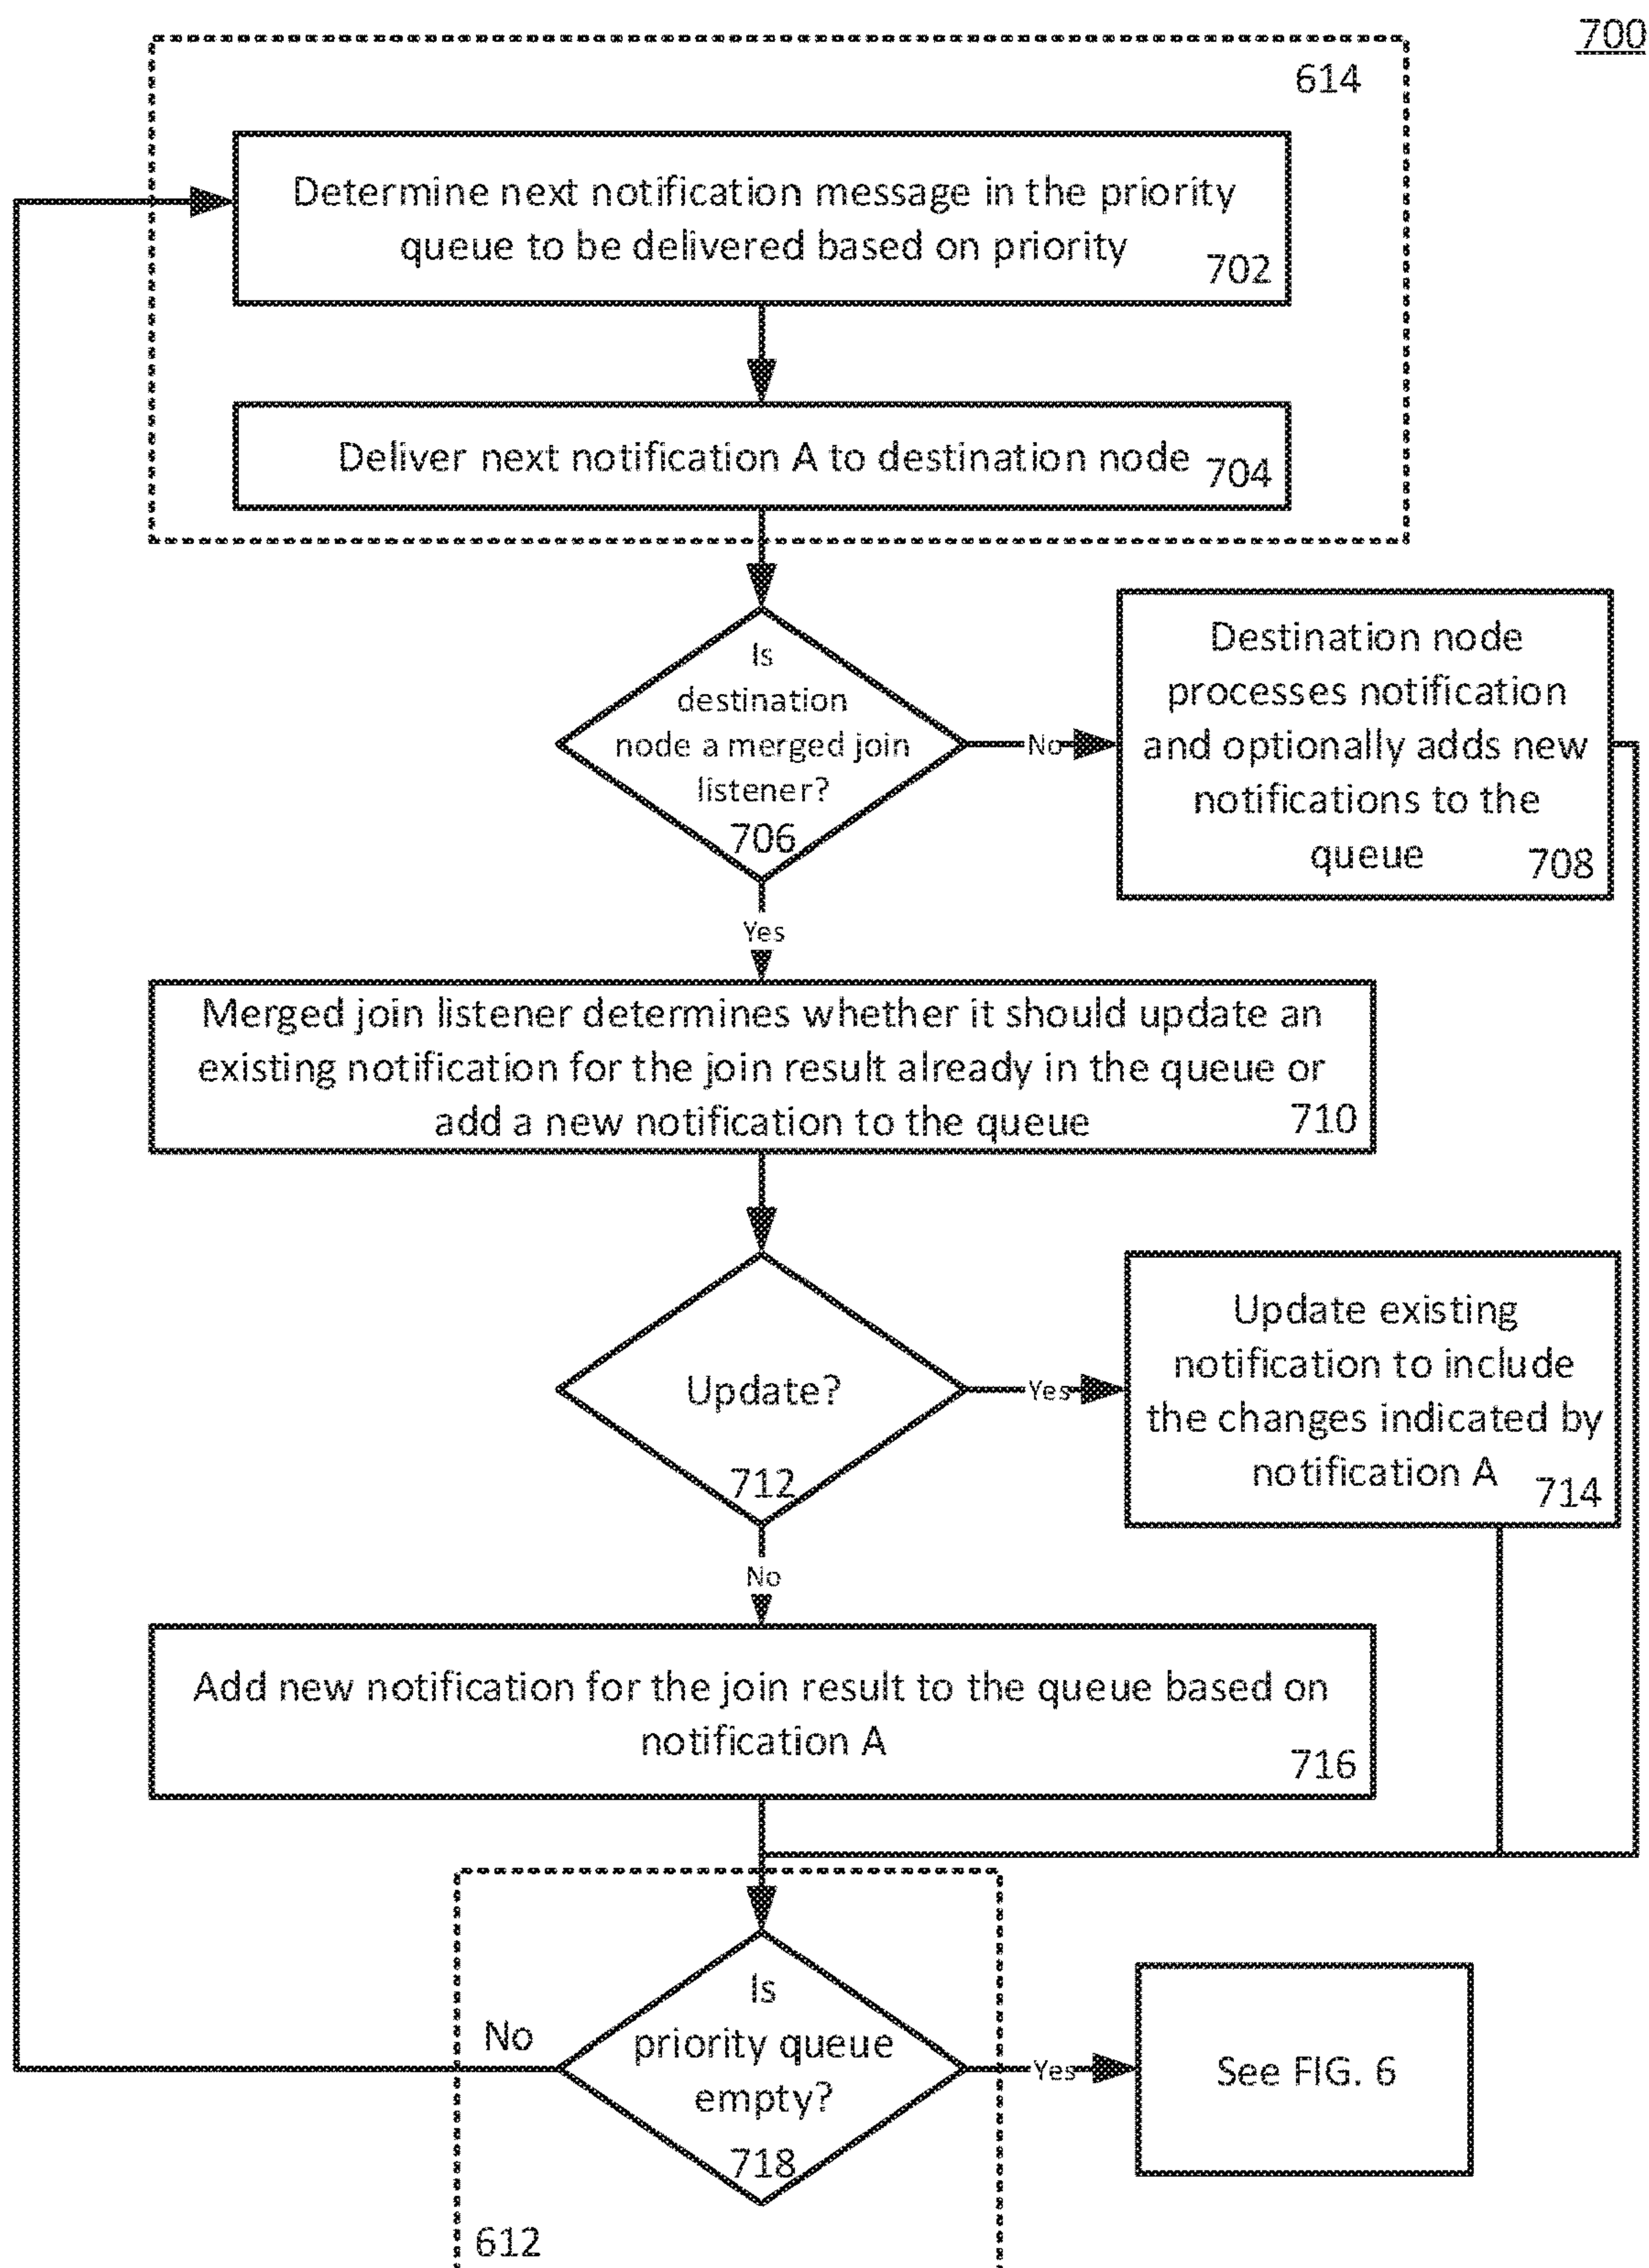 700
614
Determine next notification message in the priority
queue to be delivered based on priority
702
Deliver next notification A to destination node
704
Is
destination
node a merged join
listener?
706
No
Destination node
processes notification
and optionally adds new
notifications to the
queue
708
Yes
Merged join listener determines whether it should update an
existing notification for the join result already in the queue or
add a new notification to the queue
710
Update?
712
Yes
Update existing
notification to include
the changes indicated by
notification A
714
No
Add new notification for the join result to the queue based on
notification A
716
Is
priority queue
empty?
718
No
Yes
See FIG. 6
612